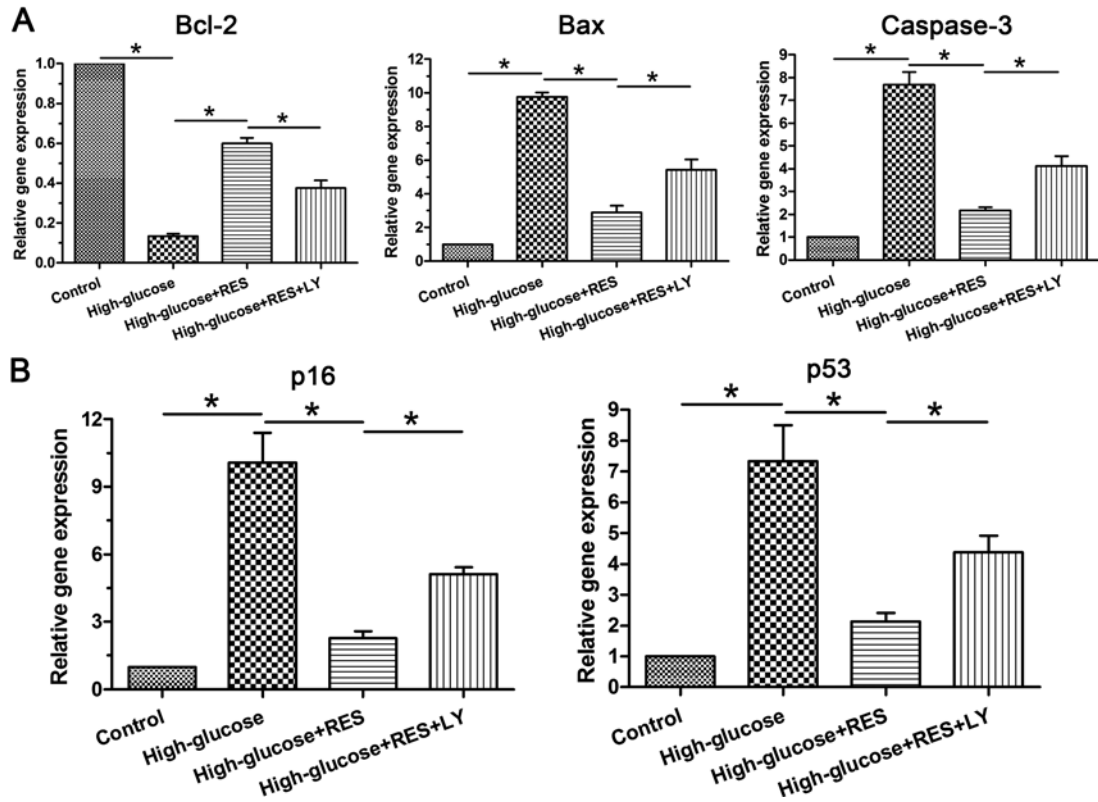 A
Bcl-2
Relative gene expression
1.0
0.8
0.6
0.4
0.2
0.0
* * *
Control
High-glucose
High-glucose+RES
High-glucose+RES+LY
Bax
Relative gene expression
12
10
8
6
4
2
0
* * *
Control
High-glucose
High-glucose+RES
High-glucose+RES+LY
Caspase-3
Relative gene expression
9
8
7
6
5
4
3
2
1
0
* * *
Control
High-glucose
High-glucose+RES
High-glucose+RES+LY
B
p16
Relative gene expression
12
9
6
3
0
* * *
Control
High-glucose
High-glucose+RES
High-glucose+RES+LY
p53
Relative gene expression
9
8
7
6
5
4
3
2
1
0
* * *
Control
High-glucose
High-glucose+RES
High-glucose+RES+LY